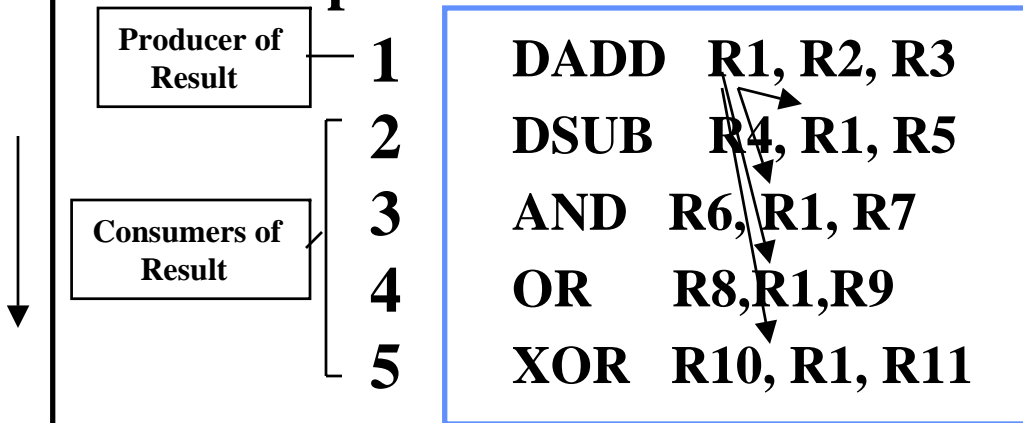 Producer of
Result
1 DADD R1, R2, R3
2 DSUB R4, R1, R5
3 AND R6, R1, R7
Consumers of
Result
4 OR R8,R1,R9
5 XOR R10, R1, R11